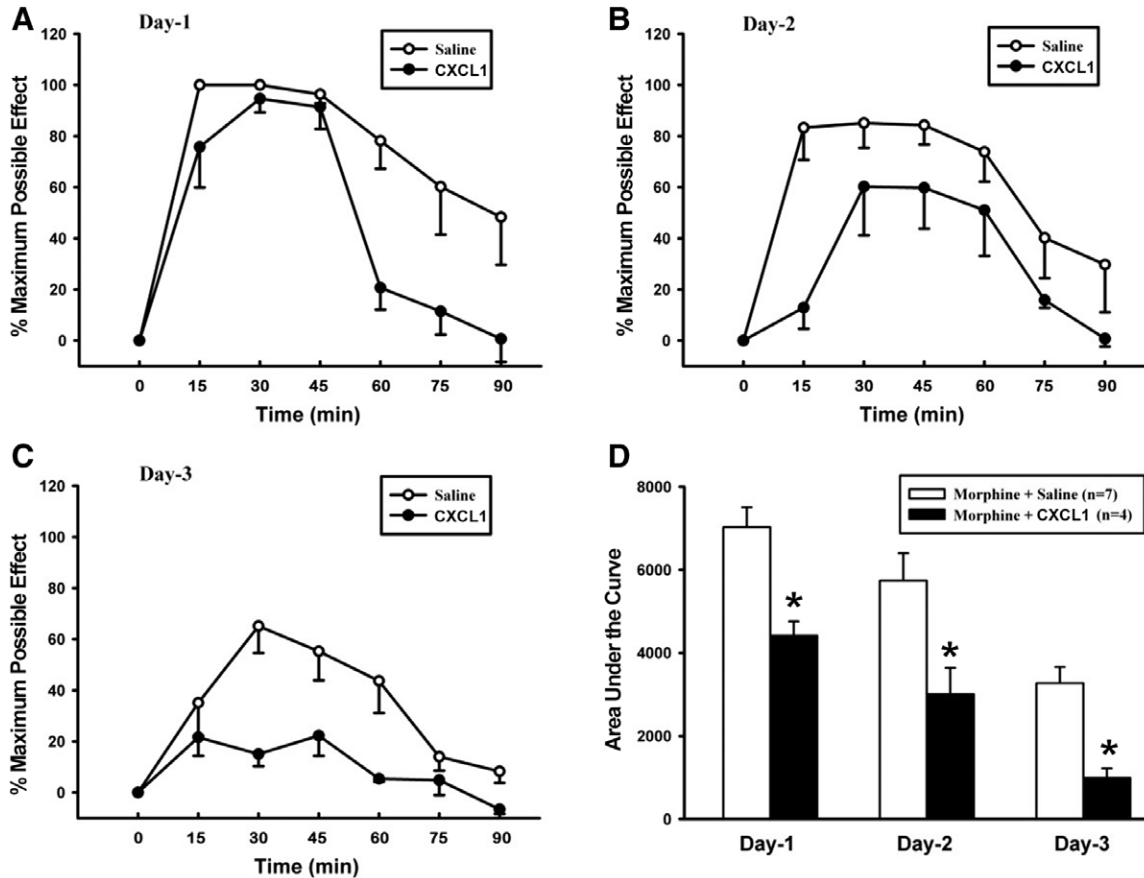 A
Day-1
Saline
CXCL1
120
100
80
60
40
20
0
% Maximum Possible Effect
0 15 30 45 60 75 90
Time (min)
B
Day-2
Saline
CXCL1
120
100
80
60
40
20
0
% Maximum Possible Effect
0 15 30 45 60 75 90
Time (min)
C
Day-3
Saline
CXCL1
120
100
80
60
40
20
0
% Maximum Possible Effect
0 15 30 45 60 75 90
Time (min)
D
Morphine + Saline (n=7)
Morphine + CXCL1 (n=4)
8000
6000
4000
2000
0
Area Under the Curve
*
*
*
Day-1 Day-2 Day-3